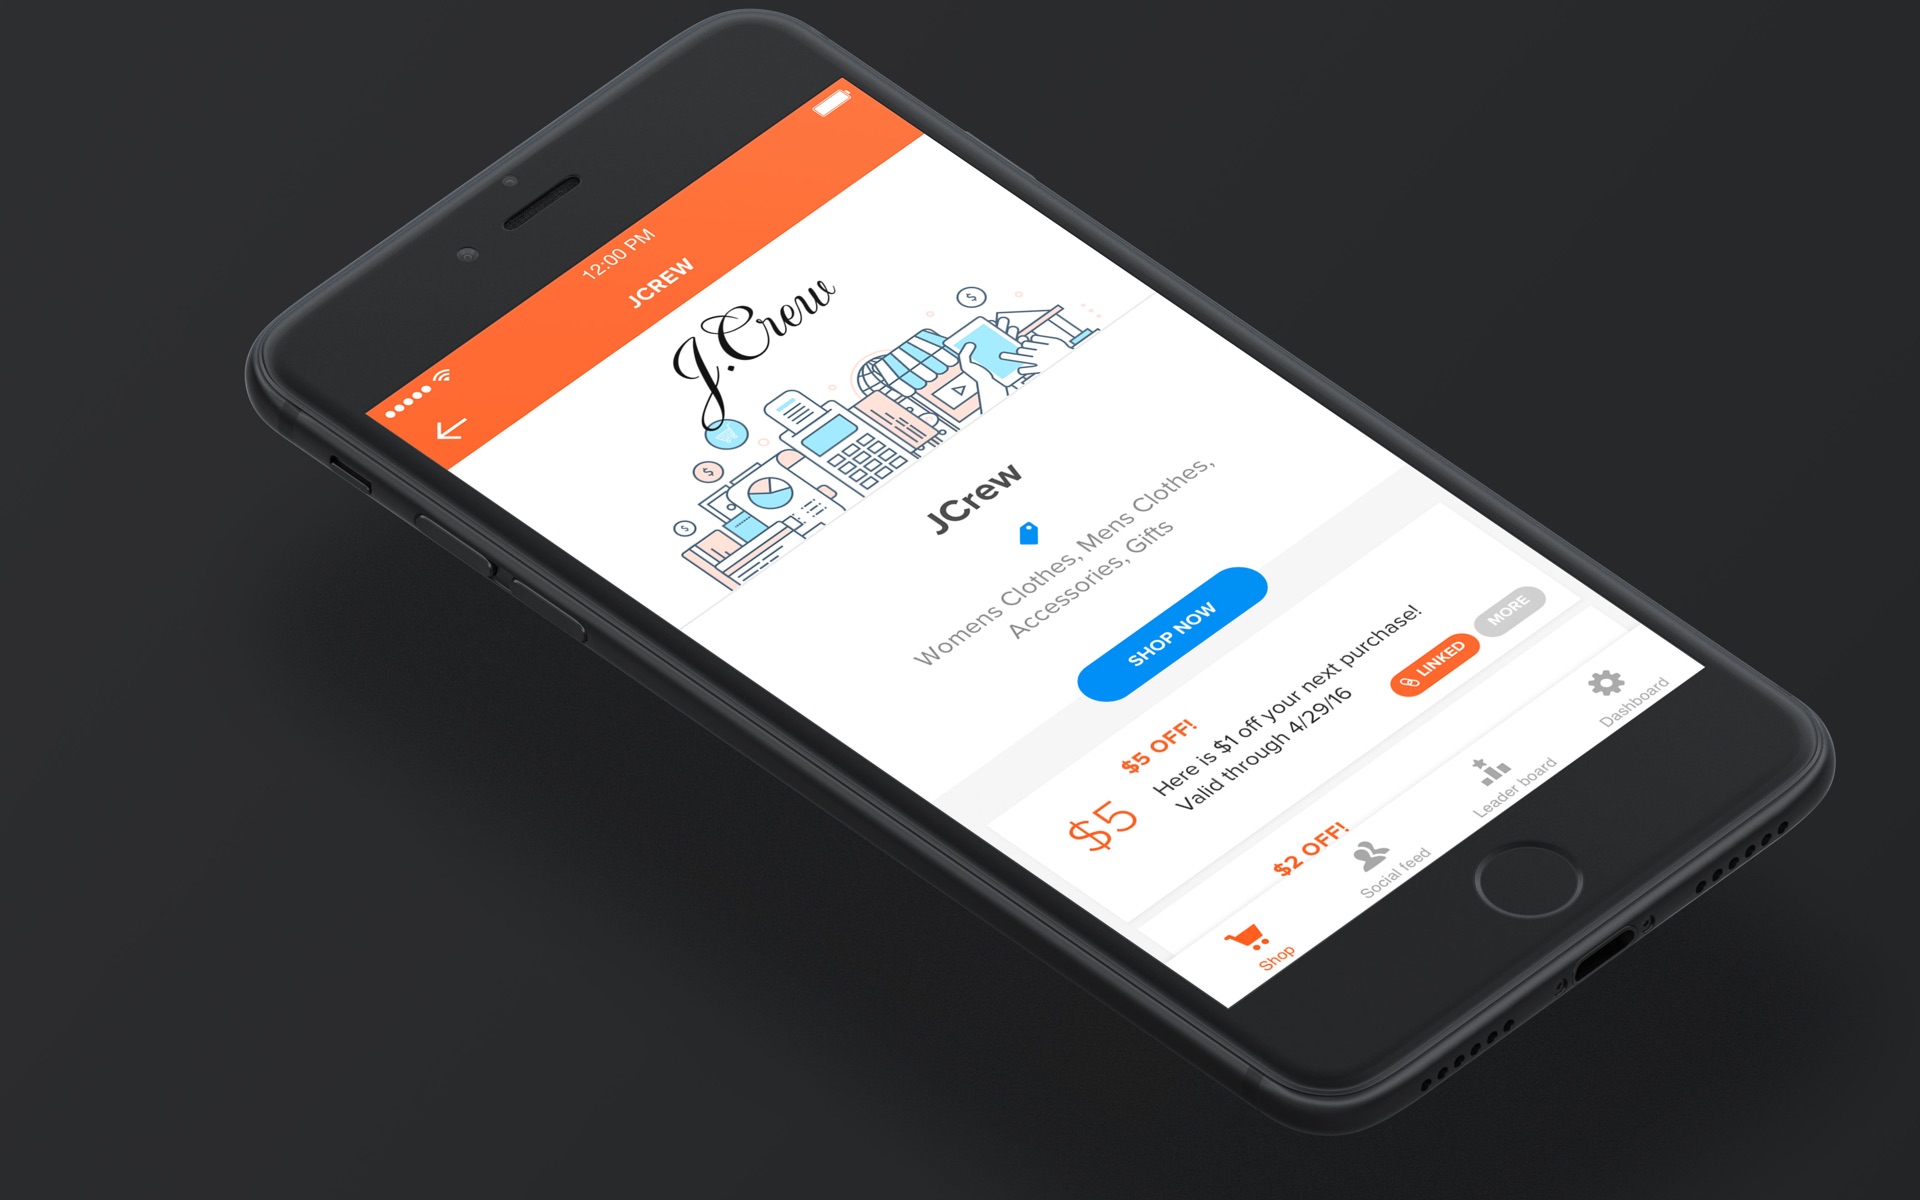 12:00 PM
JCREW
J.Crew
JCrew
Womens Clothes, Mens Clothes,
Accessories, Gifts
SHOP NOW
$5 OFF!
$5
Here is $1 off your next purchase!
Valid through 4/29/16
LINKED
MORE
$2 OFF!
Shop
Social feed
Leader board
Dashboard